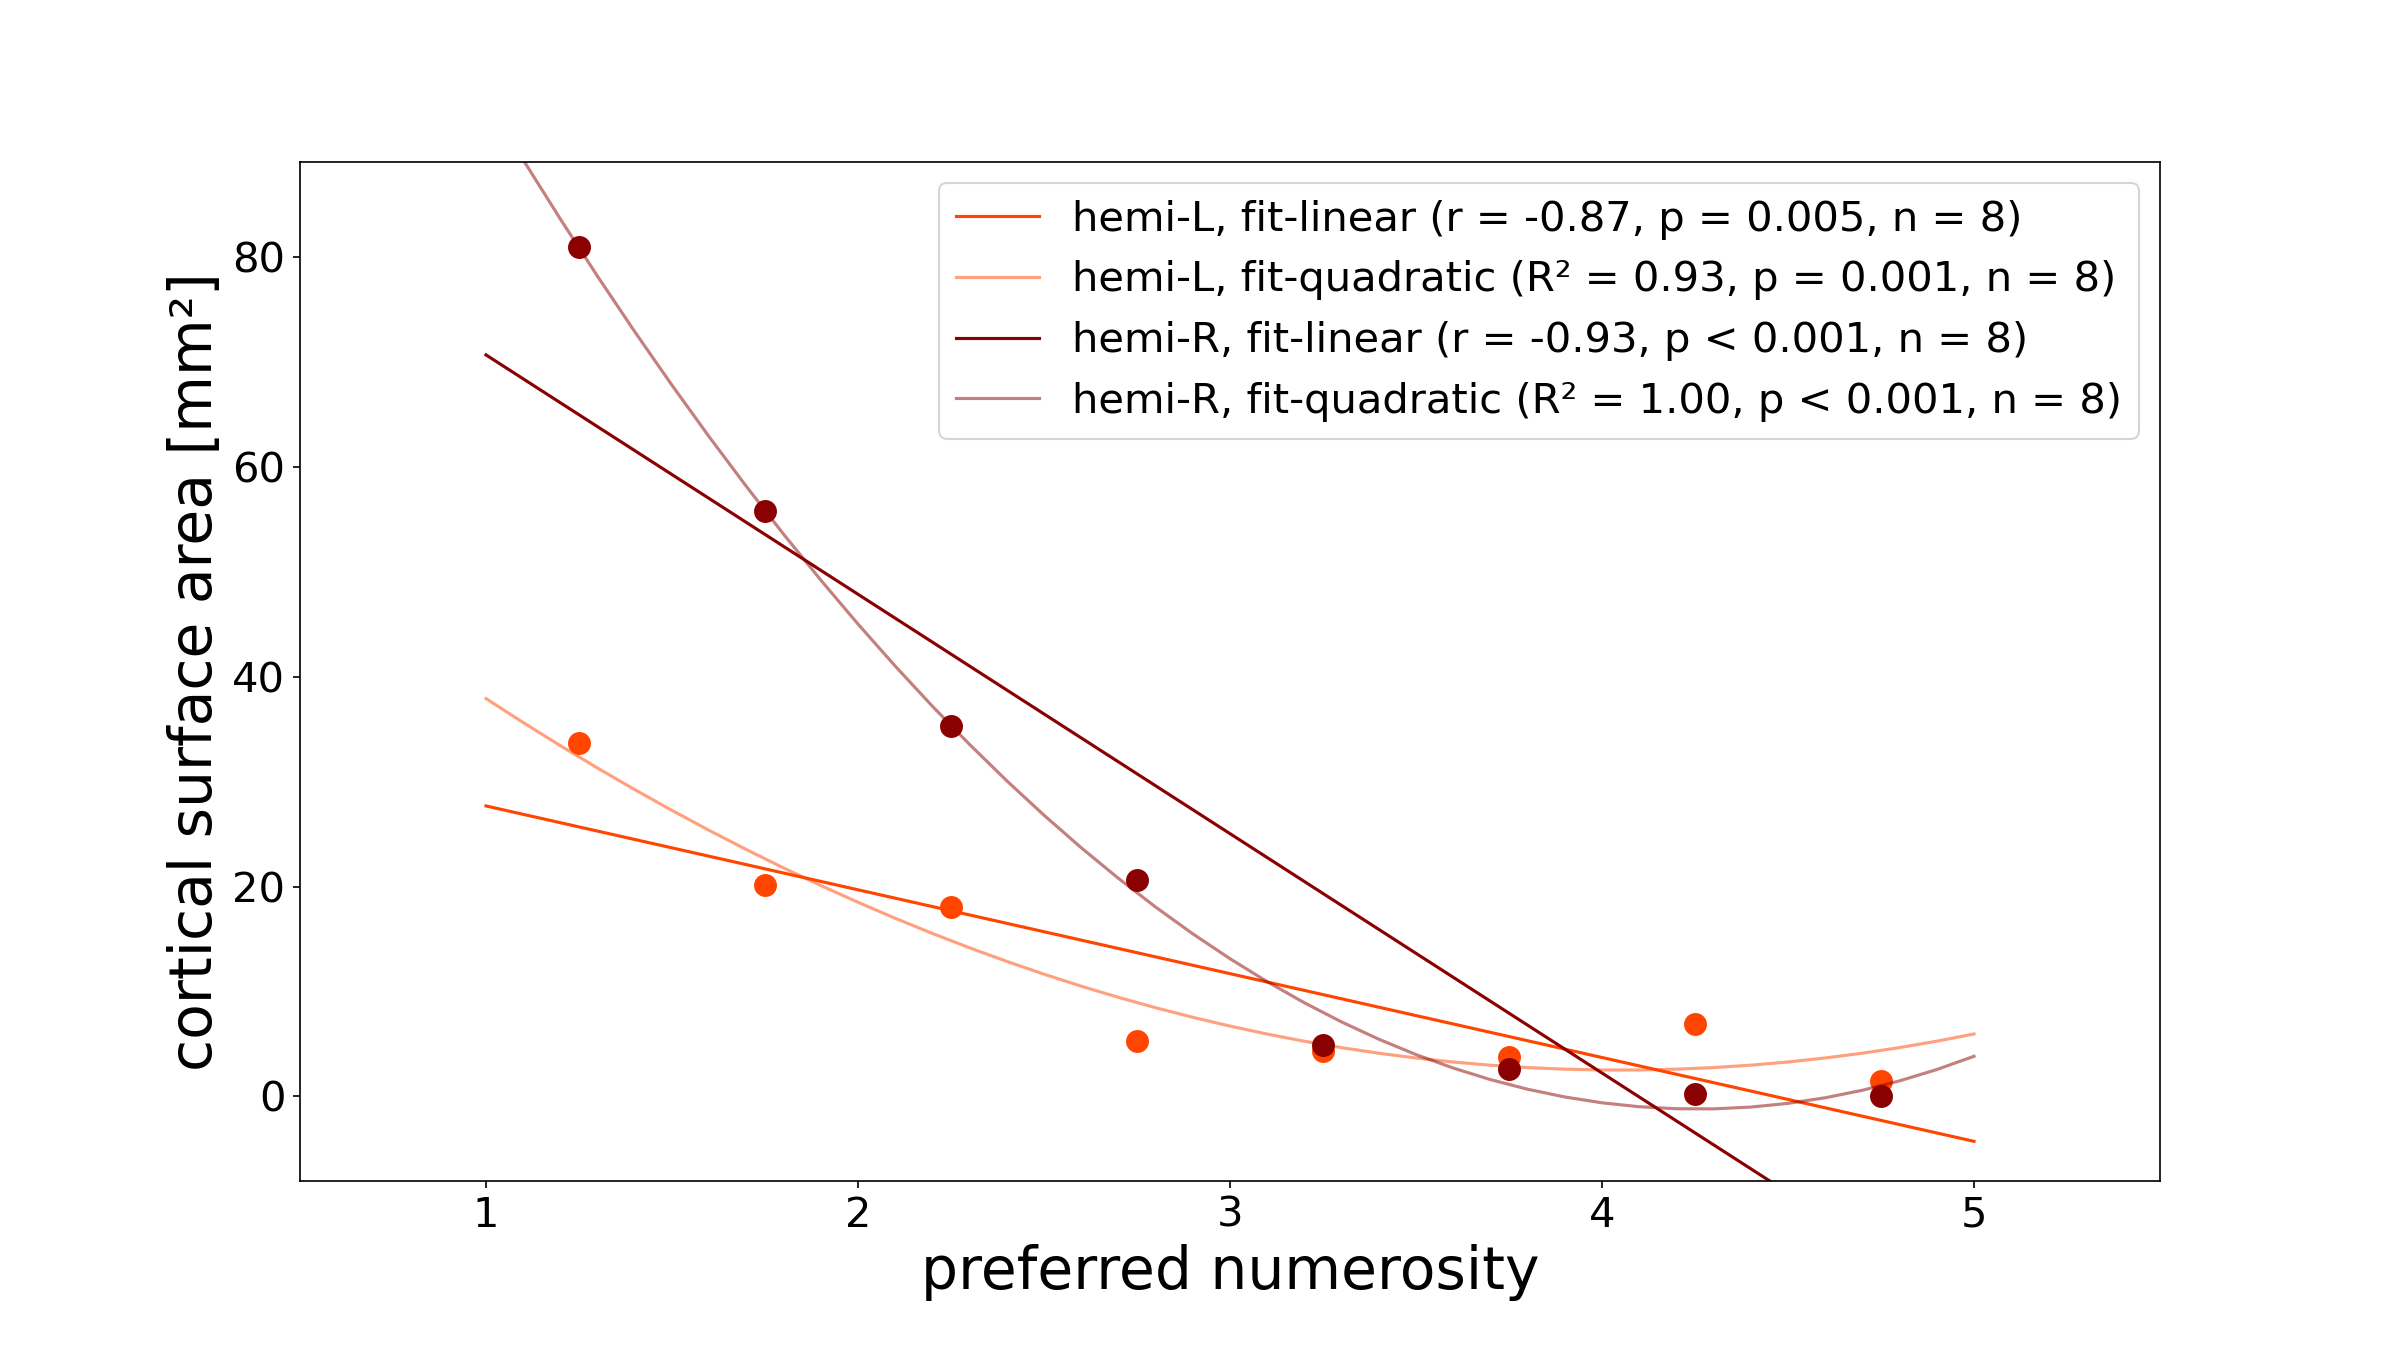 hemi-L, fit-linear (r = -0.87, p = 0.005, n = 8)
hemi-L, fit-quadratic (R² = 0.93, p = 0.001, n = 8)
hemi-R, fit-linear (r = -0.93, p < 0.001, n = 8)
hemi-R, fit-quadratic (R² = 1.00, p < 0.001, n = 8)
cortical surface area [mm²]
80
60
40
20
0
1 2 3 4 5
preferred numerosity